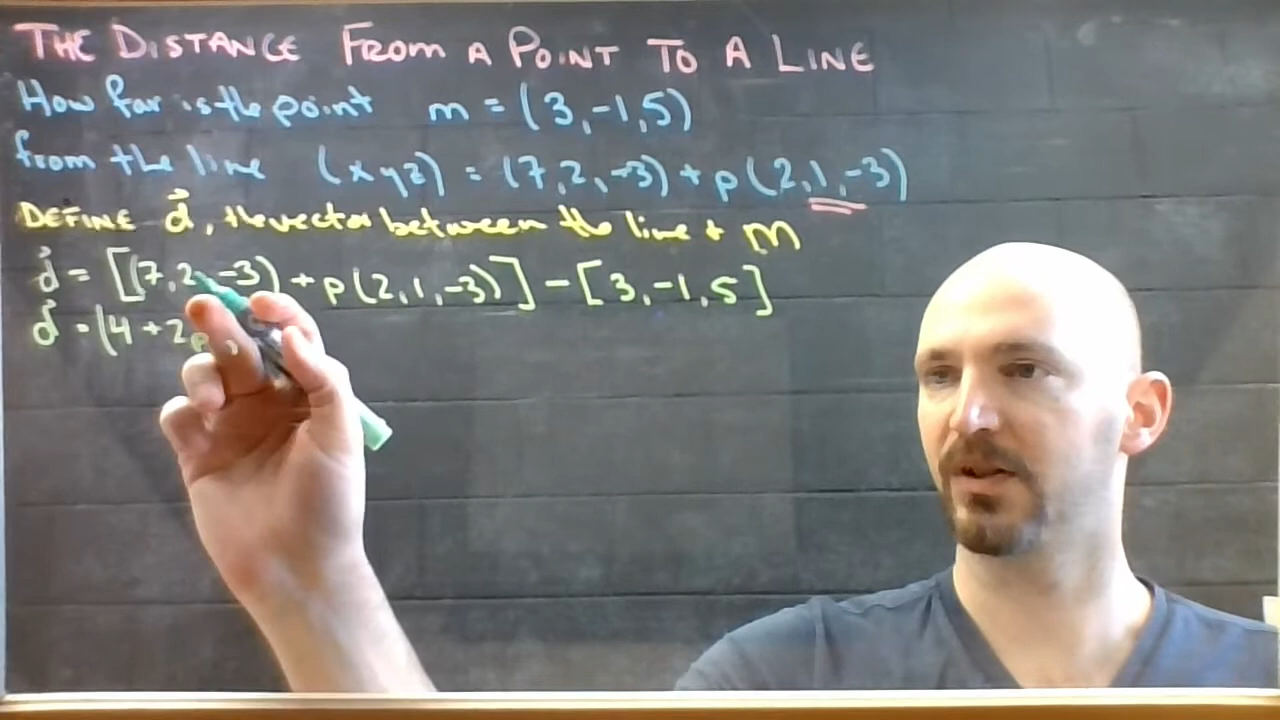 THE DISTANCE FROM A POINT TO A LINE
How far is the point m = (3,-1,5)
from the line (xyz) = (7,2,-3) + p(2,1,-3)
DEFINE d⃗, the vector between the line + m
d⃗ = [(7,2,-3) + p(2,1,-3)] - [3,-1,5]
d⃗ = (4 + 2p,